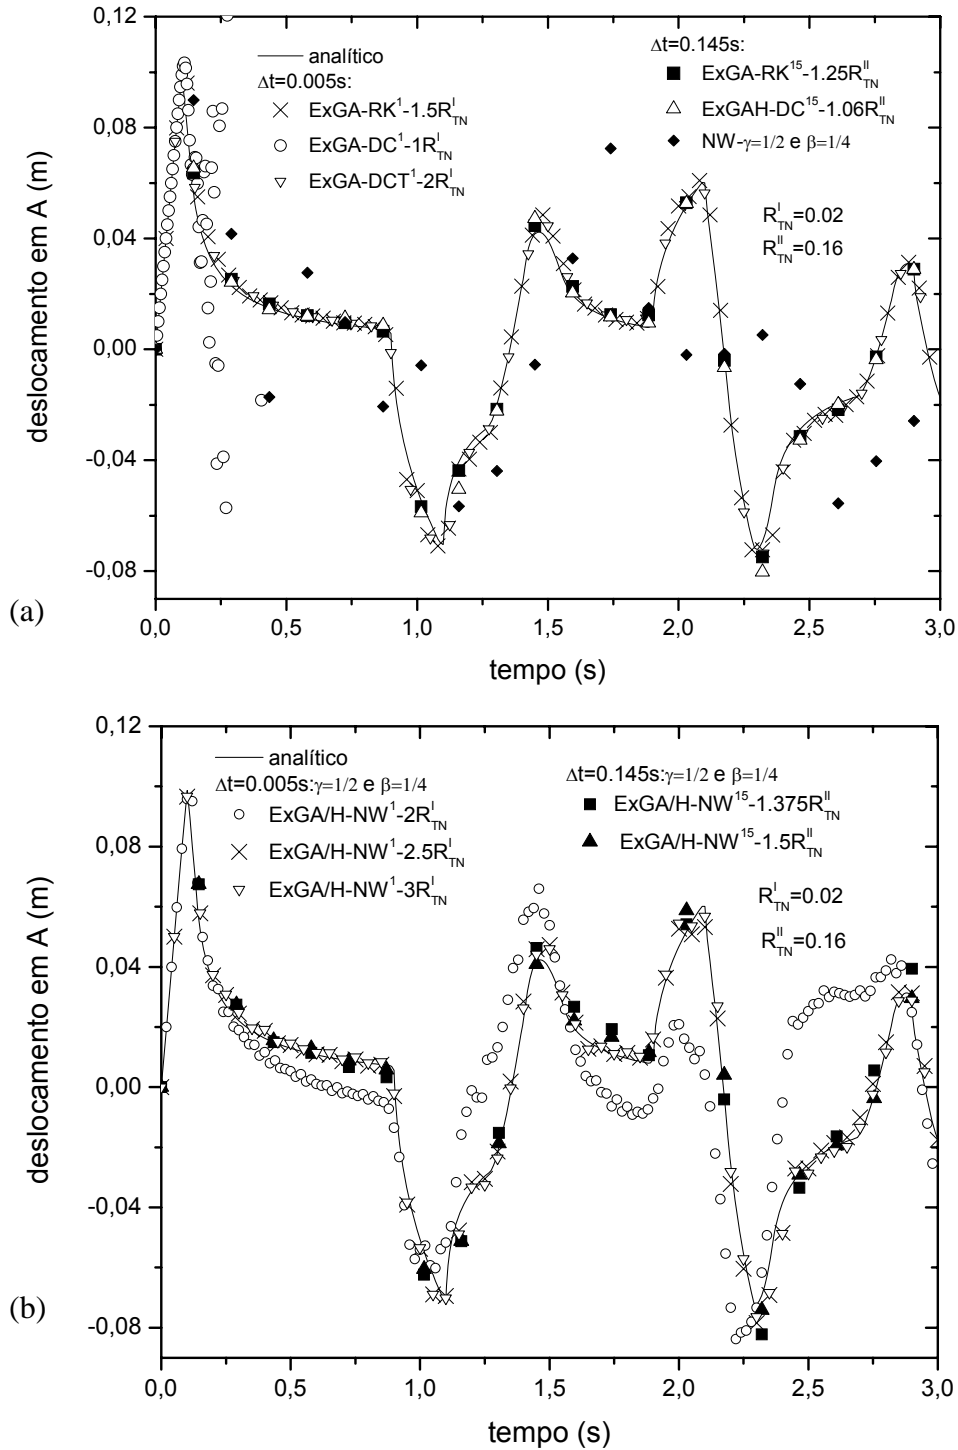 0,12
0,08
0,04
0,00
-0,04
-0,08
deslocamento em A (m)
analítico
Δt=0.005s:
ExGA-RK¹-1.5R^I_TN
ExGA-DC¹-1R^I_TN
ExGA-DCT¹-2R^I_TN
Δt=0.145s:
ExGA-RK¹⁵-1.25R^II_TN
ExGAH-DC¹⁵-1.06R^II_TN
NW-γ=1/2 e β=1/4
R^I_TN=0.02
R^II_TN=0.16
(a)
0,0 0,5 1,0 1,5 2,0 2,5 3,0
tempo (s)
0,12
0,08
0,04
0,00
-0,04
-0,08
deslocamento em A (m)
analítico
Δt=0.005s:γ=1/2 e β=1/4
ExGA/H-NW¹-2R^I_TN
ExGA/H-NW¹-2.5R^I_TN
ExGA/H-NW¹-3R^I_TN
Δt=0.145s:γ=1/2 e β=1/4
ExGA/H-NW¹⁵-1.375R^II_TN
ExGA/H-NW¹⁵-1.5R^II_TN
R^I_TN=0.02
R^II_TN=0.16
(b)
0,0 0,5 1,0 1,5 2,0 2,5 3,0
tempo (s)